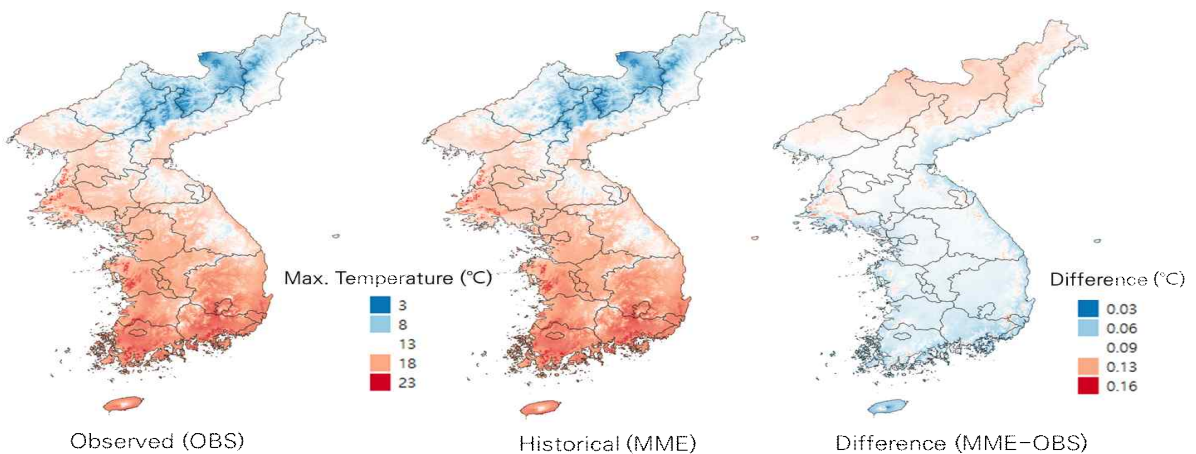 Max. Temperature (℃)
3
8
13
18
23
Difference (℃)
0.03
0.06
0.09
0.13
0.16
Observed (OBS)
Historical (MME)
Difference (MME-OBS)